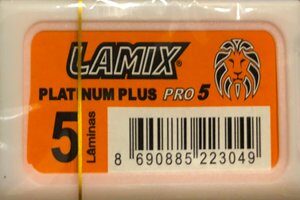 LAMIX®
PLATINUM PLUS PRO 5
5 Láminas
8 690885 223049